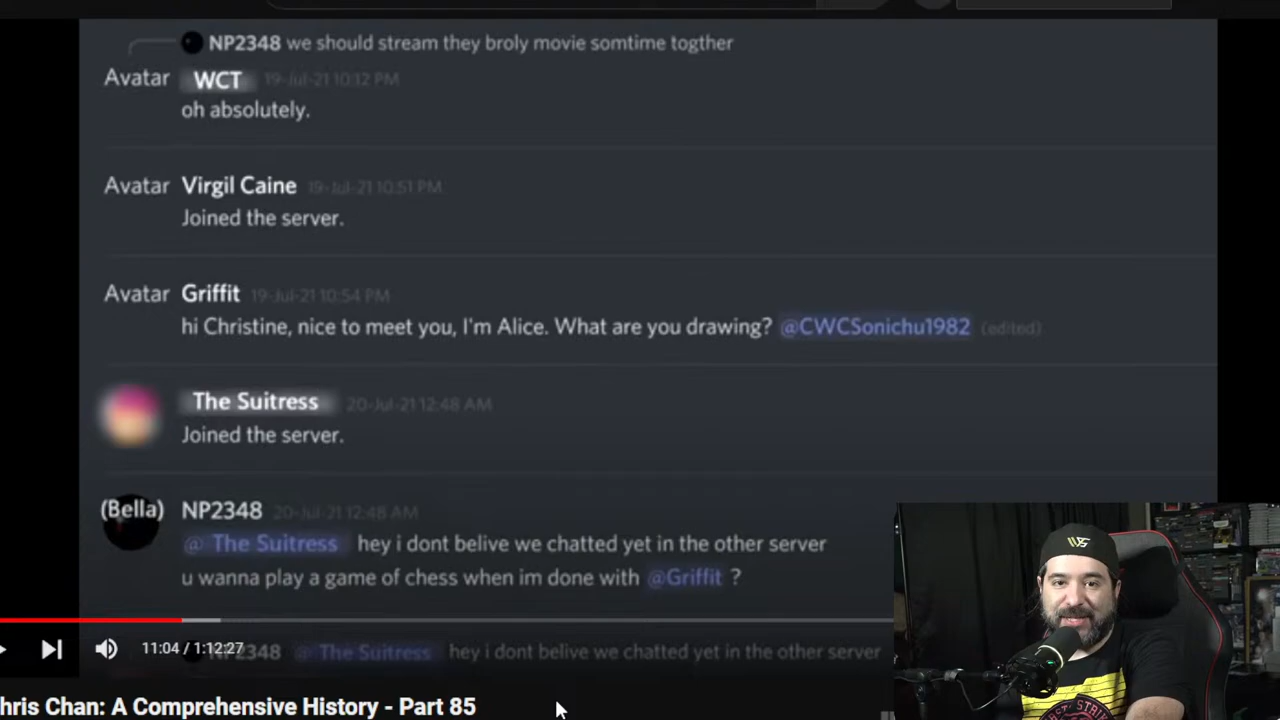 NP2348 we should stream they broly movie somtime togther
Avatar WCT 19-Jul-21 10:12 PM
oh absolutely.
Avatar Virgil Caine 19-Jul-21 10:51 PM
Joined the server.
Avatar Griffit 19-Jul-21 10:54 PM
hi Christine, nice to meet you, I'm Alice. What are you drawing? @CWCSonichu1982 (edited)
The Suitress 20-Jul-21 12:48 AM
Joined the server.
(Bella) NP2348 20-Jul-21 12:48 AM
@ The Suitress hey i dont belive we chatted yet in the other server
u wanna play a game of chess when im done with @Griffit ?
11:04 / 1:12:27
NP2348 @ The Suitress hey i dont belive we chatted yet in the other server
hris Chan: A Comprehensive History - Part 85